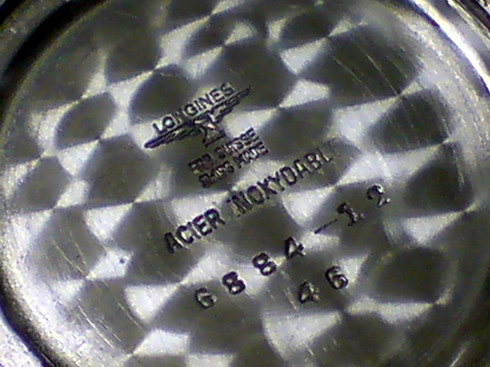 LONGINES
FAB. SUISSE
SWISS MADE
ACIER INOXYDABLE
6884-12
46